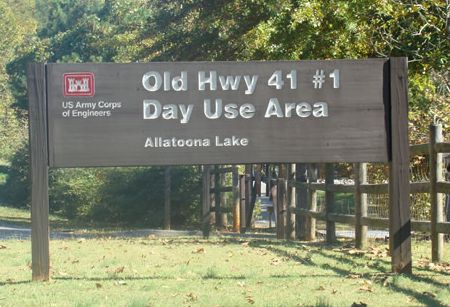 Old Hwy 41 #1
Day Use Area
Allatoona Lake
US Army Corps
of Engineers